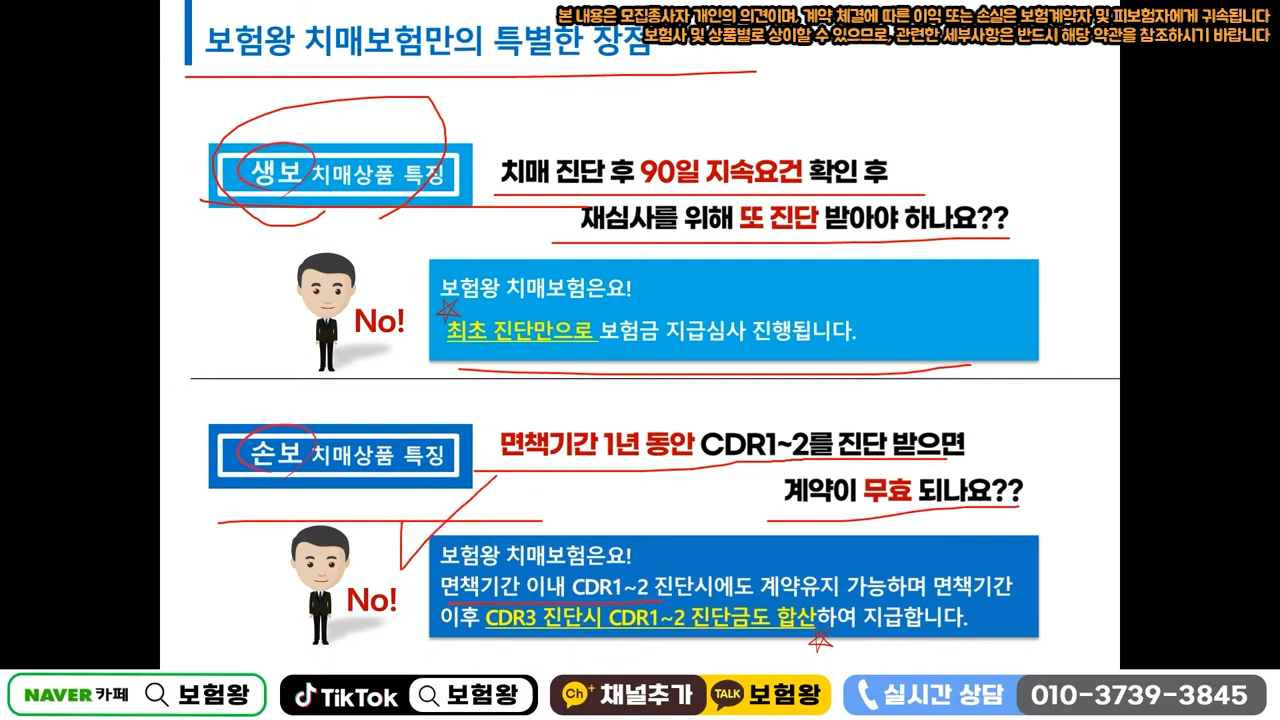 본 내용은 모집종사자 개인의 의견이며, 계약 체결에 따른 이익 또는 손실은 보험계약자 및 피보험자에게 귀속됩니다
보험사 및 상품별로 상이할 수 있으므로, 관련한 세부사항은 반드시 해당 약관을 참조하시기 바랍니다
보험왕 치매보험만의 특별한 장점
생보 치매상품 특징
치매 진단 후 90일 지속요건 확인 후
재심사를 위해 또 진단 받아야 하나요??
No!
보험왕 치매보험은요!
최초 진단만으로 보험금 지급심사 진행됩니다.
손보 치매상품 특징
면책기간 1년 동안 CDR1~2를 진단 받으면
계약이 무효 되나요??
No!
보험왕 치매보험은요!
면책기간 이내 CDR1~2 진단시에도 계약유지 가능하며 면책기간
이후 CDR3 진단시 CDR1~2 진단금도 합산하여 지급합니다.
NAVER 카페 보험왕
TikTok 보험왕
Ch+ 채널추가 TALK 보험왕
실시간 상담 010-3739-3845